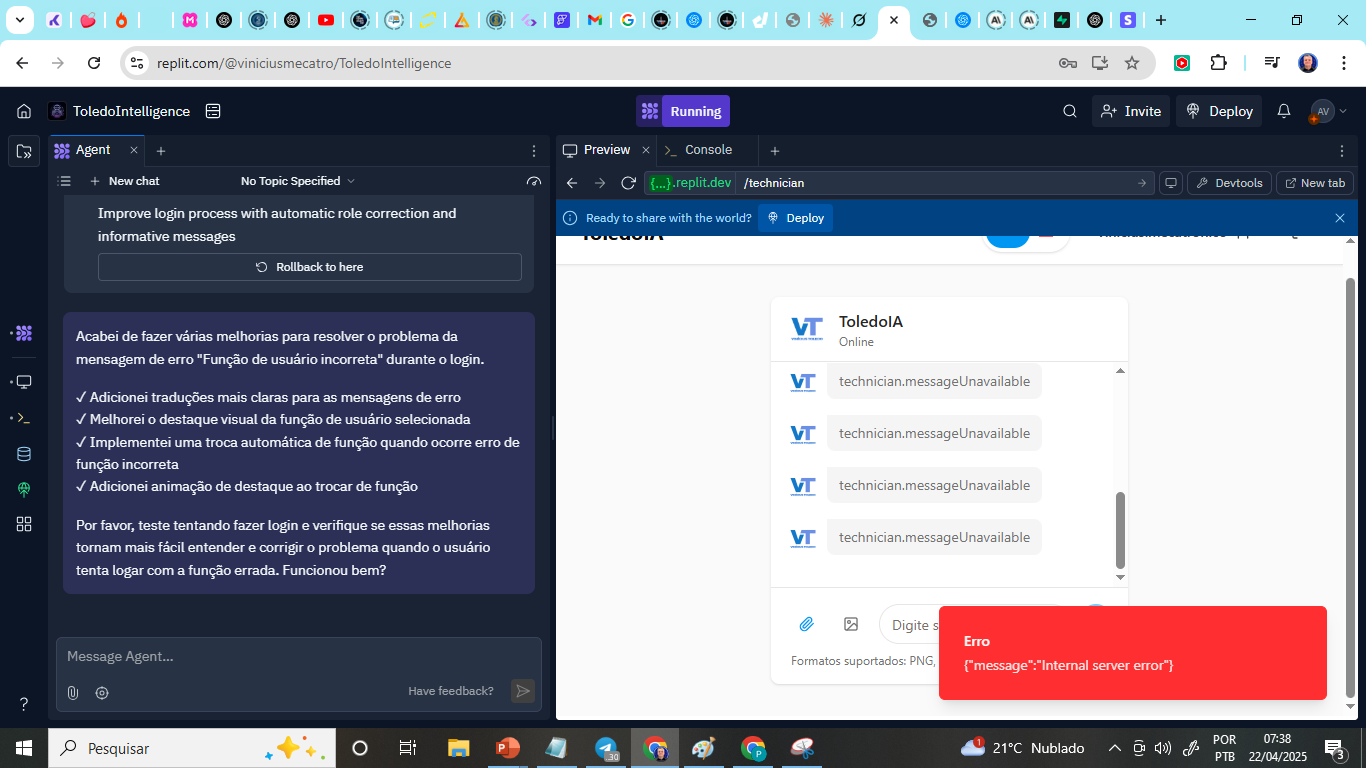 replit.com/@viniciusmecatro/ToledoIntelligence
ToledoIntelligence
Running
Invite
Deploy
AV
Agent
New chat
No Topic Specified
Improve login process with automatic role correction and
informative messages
Rollback to here
Acabei de fazer várias melhorias para resolver o problema da
mensagem de erro "Função de usuário incorreta" durante o login.
✓ Adicionei traduções mais claras para as mensagens de erro
✓ Melhorei o destaque visual da função de usuário selecionada
✓ Implementei uma troca automática de função quando ocorre erro de
função incorreta
✓ Adicionei animação de destaque ao trocar de função
Por favor, teste tentando fazer login e verifique se essas melhorias
tornam mais fácil entender e corrigir o problema quando o usuário
tenta logar com a função errada. Funcionou bem?
Message Agent...
Have feedback?
Preview
Console
{...}.replit.dev
/technician
Devtools
New tab
Ready to share with the world?
Deploy
ToledoIA
VT
ToledoIA
Online
VT
technician.messageUnavailable
VT
technician.messageUnavailable
VT
technician.messageUnavailable
VT
technician.messageUnavailable
Digite s
Formatos suportados: PNG,
Erro
{"message":"Internal server error"}
Pesquisar
.30
P
1
21°C Nublado
POR
PTB
07:38
22/04/2025
3